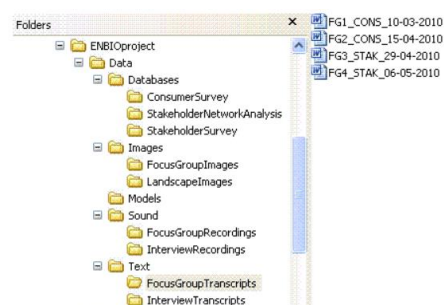 Folders
ENBIOproject
Data
Databases
ConsumerSurvey
StakeholderNetworkAnalysis
StakeholderSurvey
Images
FocusGroupImages
LandscapeImages
Models
Sound
FocusGroupRecordings
InterviewRecordings
Text
FocusGroupTranscripts
InterviewTranscripts
FG1_CONS_10-03-2010
FG2_CONS_15-04-2010
FG3_STAK_29-04-2010
FG4_STAK_06-05-2010